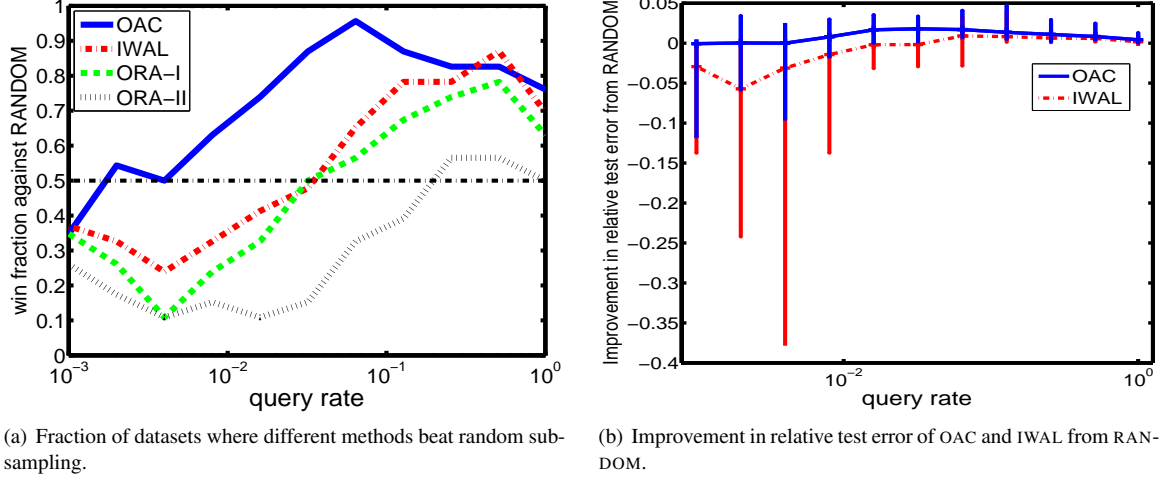 1
0.9
0.8
0.7
0.6
0.5
0.4
0.3
0.2
0.1
0
win fraction against RANDOM
OAC
IWAL
ORA−I
ORA−II
10−3
10−2
10−1
100
query rate
(a) Fraction of datasets where different methods beat random sub-
sampling.
0.05
0
−0.05
−0.1
−0.15
−0.2
−0.25
−0.3
−0.35
−0.4
Improvement in relative test error from RANDOM
OAC
IWAL
10−2
100
query rate
(b) Improvement in relative test error of OAC and IWAL from RAN-
DOM.